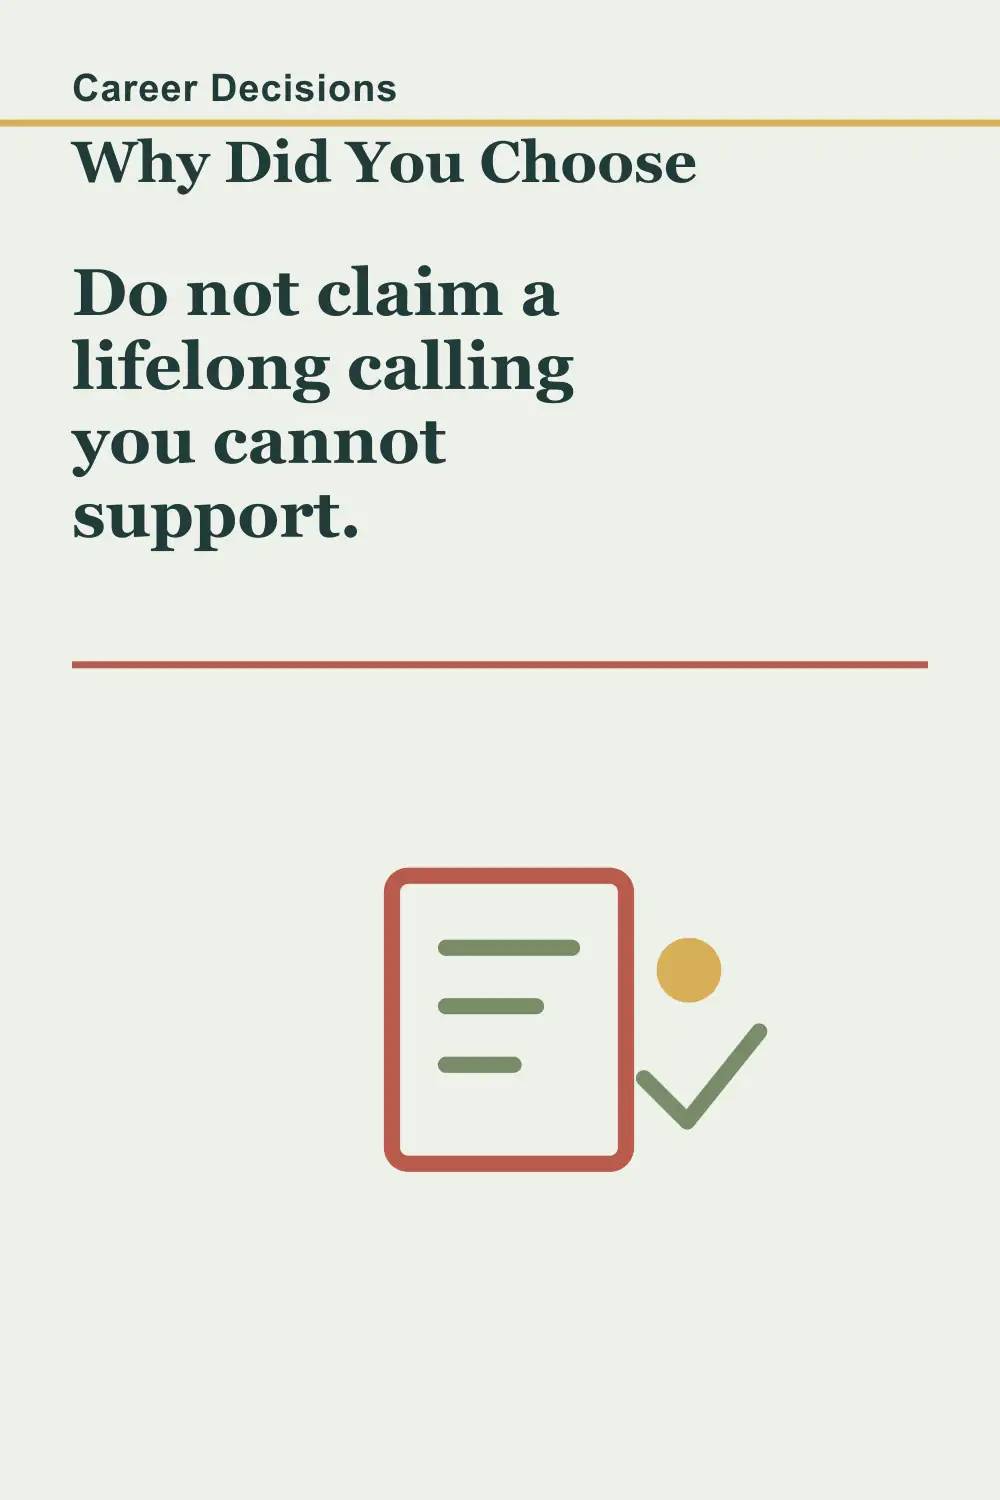 Career Decisions
Why Did You Choose
Do not claim a
lifelong calling
you cannot
support.